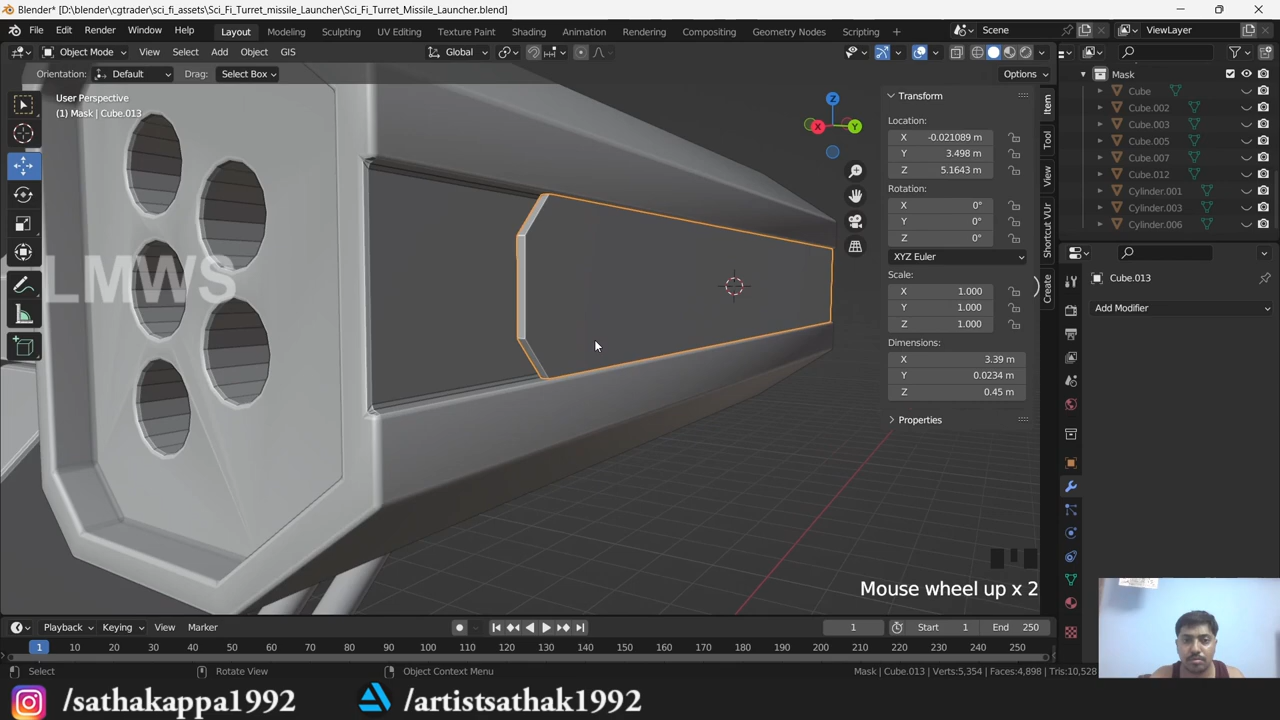 Blender* [D:\blender\cgtrader\sci_fi_assets\Sci_Fi_Turret_missile_Launcher\Sci_Fi_Turret_Missile_Launcher.blend]
File Edit Render Window Help Layout Modeling Sculpting UV Editing Texture Paint Shading Animation Rendering Compositing Geometry Nodes Scripting + Scene ViewLayer
Object Mode View Select Add Object GIS Global
Orientation: Default Drag: Select Box Options
User Perspective
(1) Mask | Cube.013
Transform
Location:
X -0.021089 m
Y 3.498 m
Z 5.1643 m
Rotation:
X 0°
Y 0°
Z 0°
XYZ Euler
Scale:
X 1.000
Y 1.000
Z 1.000
Dimensions:
X 3.39 m
Y 0.0234 m
Z 0.45 m
Properties
Item
Tool
View
Shortcut VUr
Create
Z
X
Y
Mask
Cube
Cube.002
Cube.003
Cube.005
Cube.007
Cube.012
Cylinder.001
Cylinder.003
Cylinder.006
Cube.013
Add Modifier
LMWS
Mouse wheel up x 2
Playback Keying View Marker 1 Start 1 End 250
1 10 20 30 40 50 60 70 80 90 100 110 120 130 140 150 160 170 180 190 200 210 220 230 240 250
Select Rotate View Object Context Menu Mask | Cube.013 | Verts:5,354 | Faces:4,898 | Tris:10,528
/sathakappa1992 /artistsathak1992